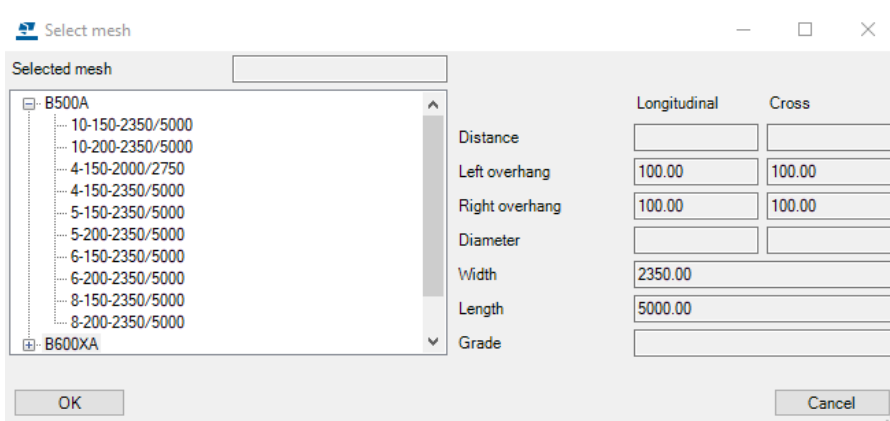 Select mesh
Selected mesh
B500A
10-150-2350/5000
10-200-2350/5000
4-150-2000/2750
4-150-2350/5000
5-150-2350/5000
5-200-2350/5000
6-150-2350/5000
6-200-2350/5000
8-150-2350/5000
8-200-2350/5000
B600XA
Longitudinal Cross
Distance
Left overhang 100.00 100.00
Right overhang 100.00 100.00
Diameter
Width 2350.00
Length 5000.00
Grade
OK Cancel